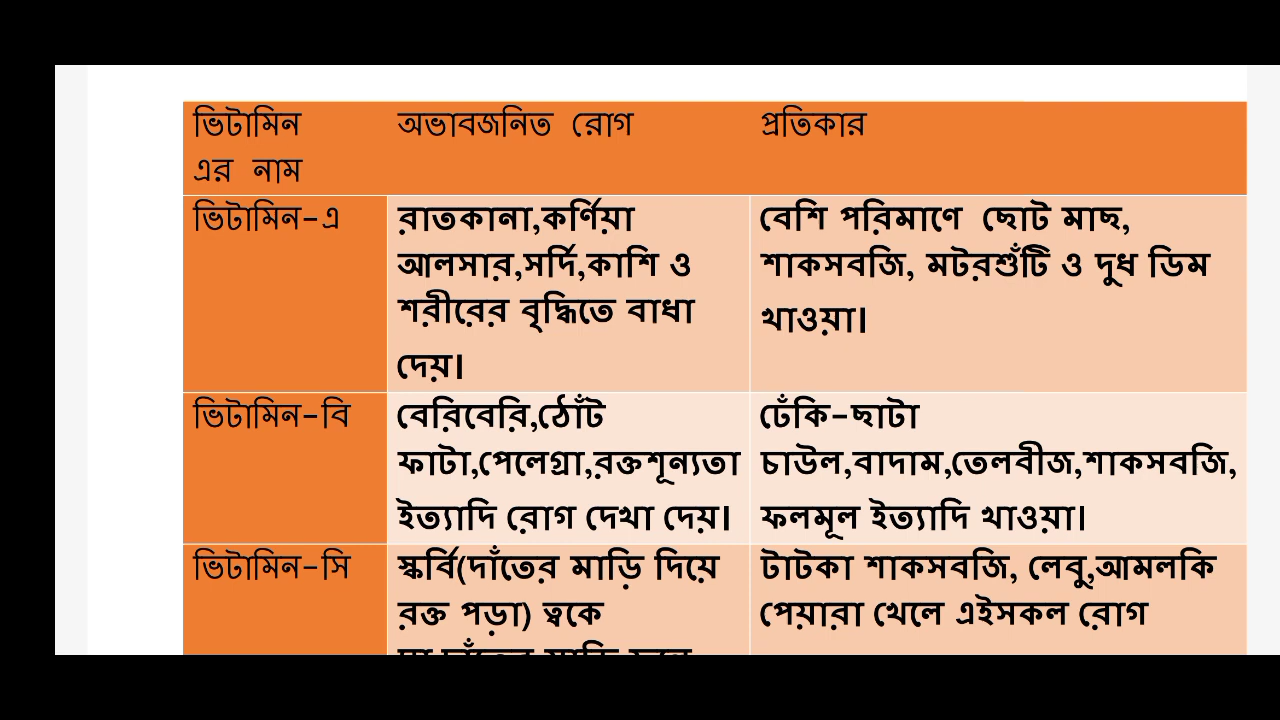 ভিটামিন অভাবজনিত রোগ প্রতিকার
এর নাম
ভিটামিন-এ
রাতকানা,কর্ণিয়া
আলসার,সর্দি,কাশি ও
শরীরের বৃদ্ধিতে বাধা
দেয়।
বেশি পরিমাণে ছোট মাছ,
শাকসবজি, মটরশুঁটি ও দুধ ডিম
খাওয়া।
ভিটামিন-বি
বেরিবেরি,ঠোঁট
ফাটা,পেলেগ্রা,রক্তশূন্যতা
ইত্যাদি রোগ দেখা দেয়।
ঢেঁকি-ছাটা
চাউল,বাদাম,তেলবীজ,শাকসবজি,
ফলমূল ইত্যাদি খাওয়া।
ভিটামিন-সি
স্কর্বি(দাঁতের মাড়ি দিয়ে
রক্ত পড়া) ত্বকে
টাটকা শাকসবজি, লেবু,আমলকি
পেয়ারা খেলে এইসকল রোগ